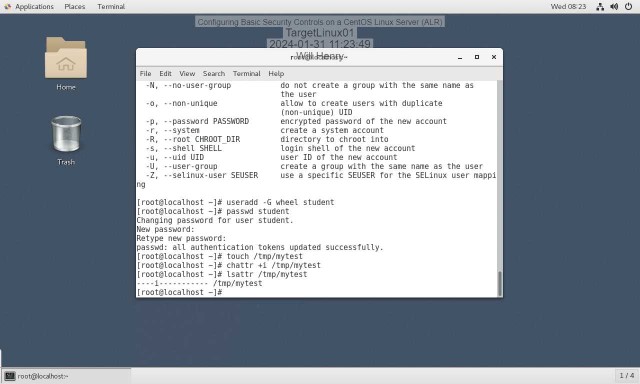 Applications Places Terminal Wed 08:23
Configuring Basic Security Controls on a CentOS Linux Server (ALR)
TargetLinux01
2024-01-31 11:23:49
Will Henry
root@localhost:~
File Edit View Search Terminal Help
-N, --no-user-group do not create a group with the same name as
the user
-o, --non-unique allow to create users with duplicate
(non-unique) UID
-p, --password PASSWORD encrypted password of the new account
-r, --system create a system account
-R, --root CHROOT_DIR directory to chroot into
-s, --shell SHELL login shell of the new account
-u, --uid UID user ID of the new account
-U, --user-group create a group with the same name as the user
-Z, --selinux-user SEUSER use a specific SEUSER for the SELinux user mappi
ng
[root@localhost ~]# useradd -G wheel student
[root@localhost ~]# passwd student
Changing password for user student.
New password:
Retype new password:
passwd: all authentication tokens updated successfully.
[root@localhost ~]# touch /tmp/mytest
[root@localhost ~]# chattr +i /tmp/mytest
[root@localhost ~]# lsattr /tmp/mytest
----i----------- /tmp/mytest
[root@localhost ~]#
Home
Trash
root@localhost:~ 1 / 4